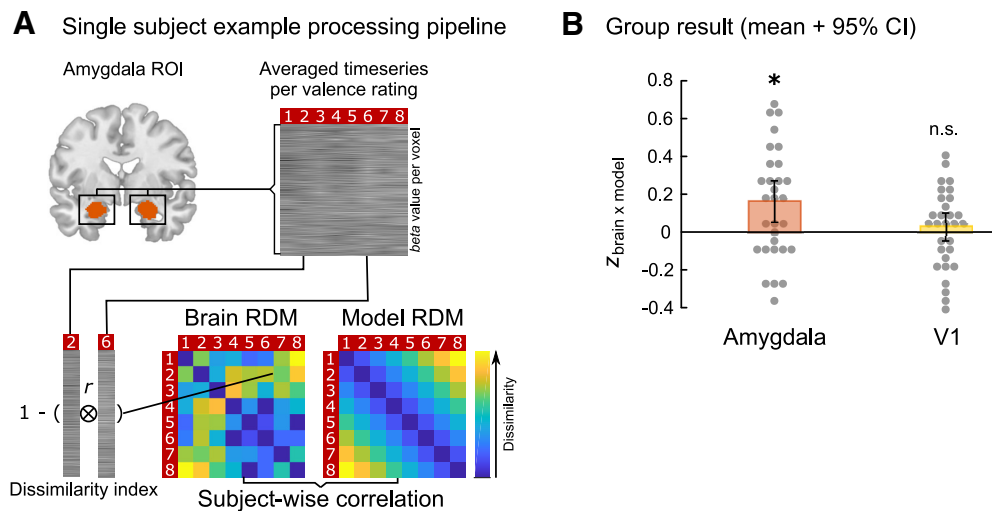 A Single subject example processing pipeline
Amygdala ROI
Averaged timeseries
per valence rating
1 2 3 4 5 6 7 8
beta value per voxel
2 6
1 - ( r ⊗ )
Dissimilarity index
Brain RDM
1 2 3 4 5 6 7 8
1
2
3
4
5
6
7
8
Model RDM
1 2 3 4 5 6 7 8
1
2
3
4
5
6
7
8
Dissimilarity
Subject-wise correlation
B Group result (mean + 95% CI)
z brain x model
0.8
0.6
0.4
0.2
0
-0.2
-0.4
*
n.s.
Amygdala
V1